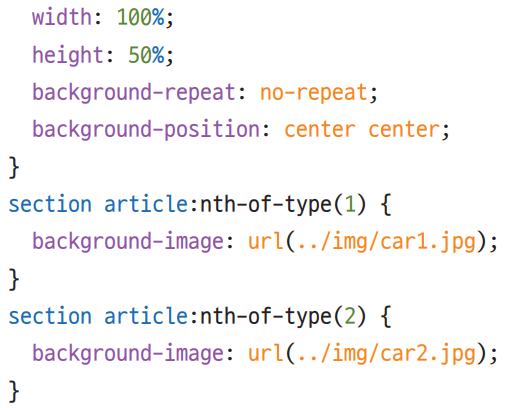 width: 100%;
height: 50%;
background-repeat: no-repeat;
background-position: center center;
}
section article:nth-of-type(1) {
background-image: url(../img/car1.jpg);
}
section article:nth-of-type(2) {
background-image: url(../img/car2.jpg);
}